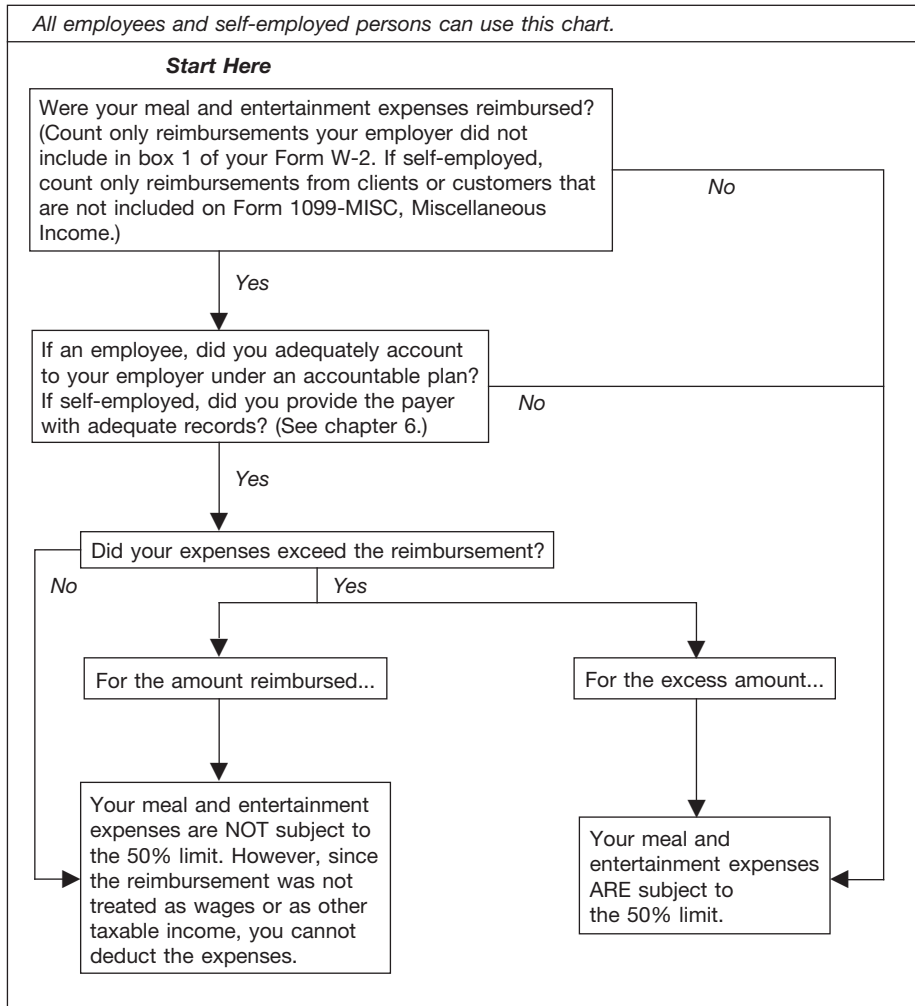 All employees and self-employed persons can use this chart.
Start Here
Were your meal and entertainment expenses reimbursed?
(Count only reimbursements your employer did not
include in box 1 of your Form W-2. If self-employed,
count only reimbursements from clients or customers that
are not included on Form 1099-MISC, Miscellaneous
Income.)
No
Yes
If an employee, did you adequately account
to your employer under an accountable plan?
If self-employed, did you provide the payer
with adequate records? (See chapter 6.)
No
Yes
Did your expenses exceed the reimbursement?
No
Yes
For the amount reimbursed...
For the excess amount...
Your meal and entertainment
expenses are NOT subject to
the 50% limit. However, since
the reimbursement was not
treated as wages or as other
taxable income, you cannot
deduct the expenses.
Your meal and
entertainment expenses
ARE subject to
the 50% limit.